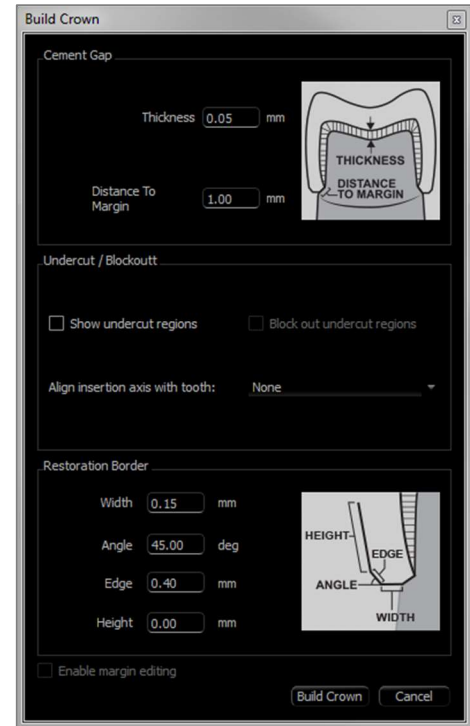 Build Crown
Cement Gap
Thickness 0.05 mm
THICKNESS
DISTANCE
TO MARGIN
Distance To
Margin
1.00 mm
Undercut / Blockoutt
Show undercut regions Block out undercut regions
Align insertion axis with tooth: None
Restoration Border
Width 0.15 mm
Angle 45.00 deg
Edge 0.40 mm
Height 0.00 mm
HEIGHT
EDGE
ANGLE
WIDTH
Enable margin editing
Build Crown Cancel